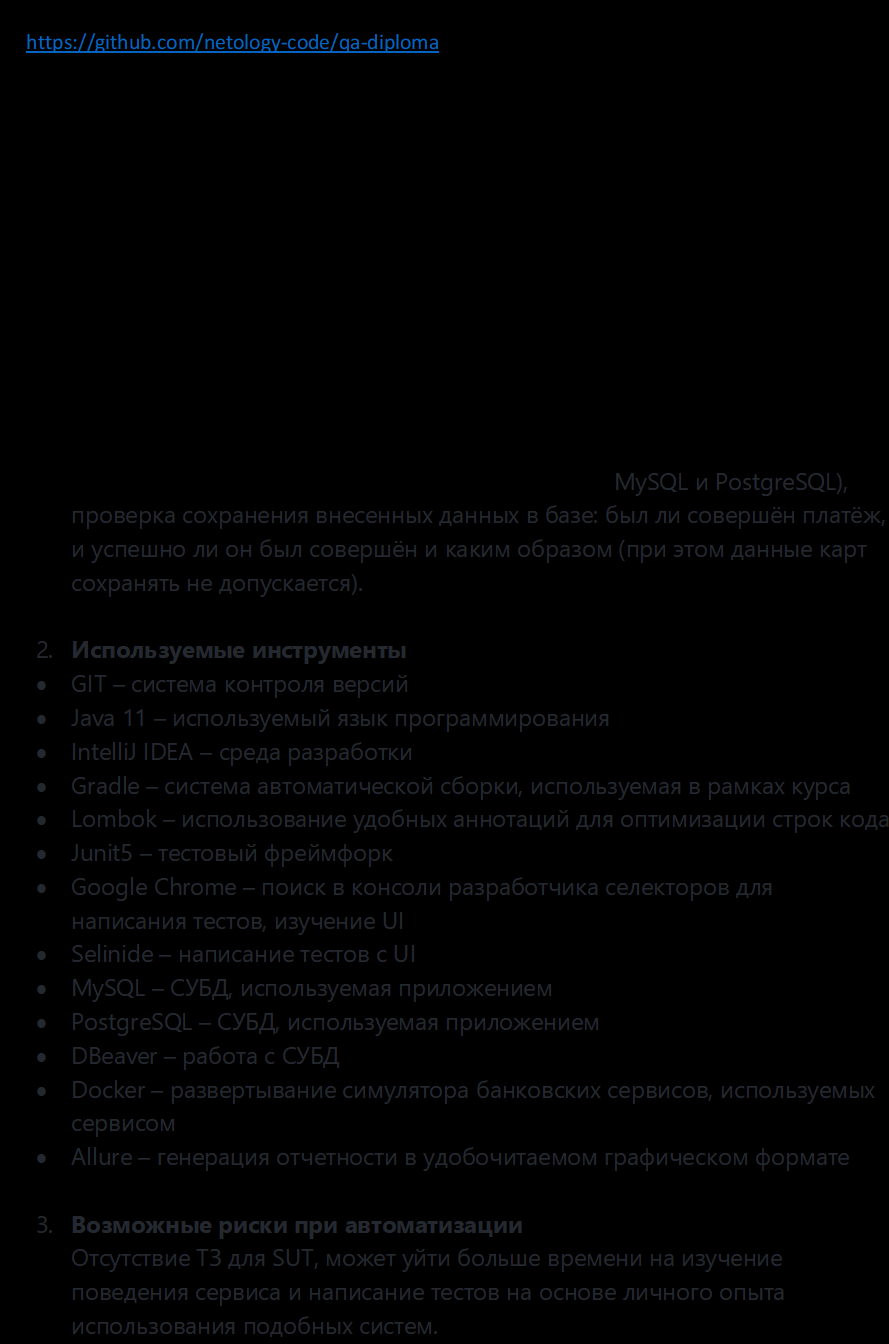 https://github.com/netology-code/qa-diploma
MySQL и PostgreSQL),
проверка сохранения внесенных данных в базе: был ли совершён платёж,
и успешно ли он был совершён и каким образом (при этом данные карт
сохранять не допускается).
2. Используемые инструменты
• GIT – система контроля версий
• Java 11 – используемый язык программирования
• IntelliJ IDEA – среда разработки
• Gradle – система автоматической сборки, используемая в рамках курса
• Lombok – использование удобных аннотаций для оптимизации строк кода
• Junit5 – тестовый фреймфорк
• Google Chrome – поиск в консоли разработчика селекторов для
написания тестов, изучение UI
• Selinide – написание тестов с UI
• MySQL – СУБД, используемая приложением
• PostgreSQL – СУБД, используемая приложением
• DBeaver – работа с СУБД
• Docker – развертывание симулятора банковских сервисов, используемых
сервисом
• Allure – генерация отчетности в удобочитаемом графическом формате
3. Возможные риски при автоматизации
Отсутствие ТЗ для SUT, может уйти больше времени на изучение
поведения сервиса и написание тестов на основе личного опыта
использования подобных систем.